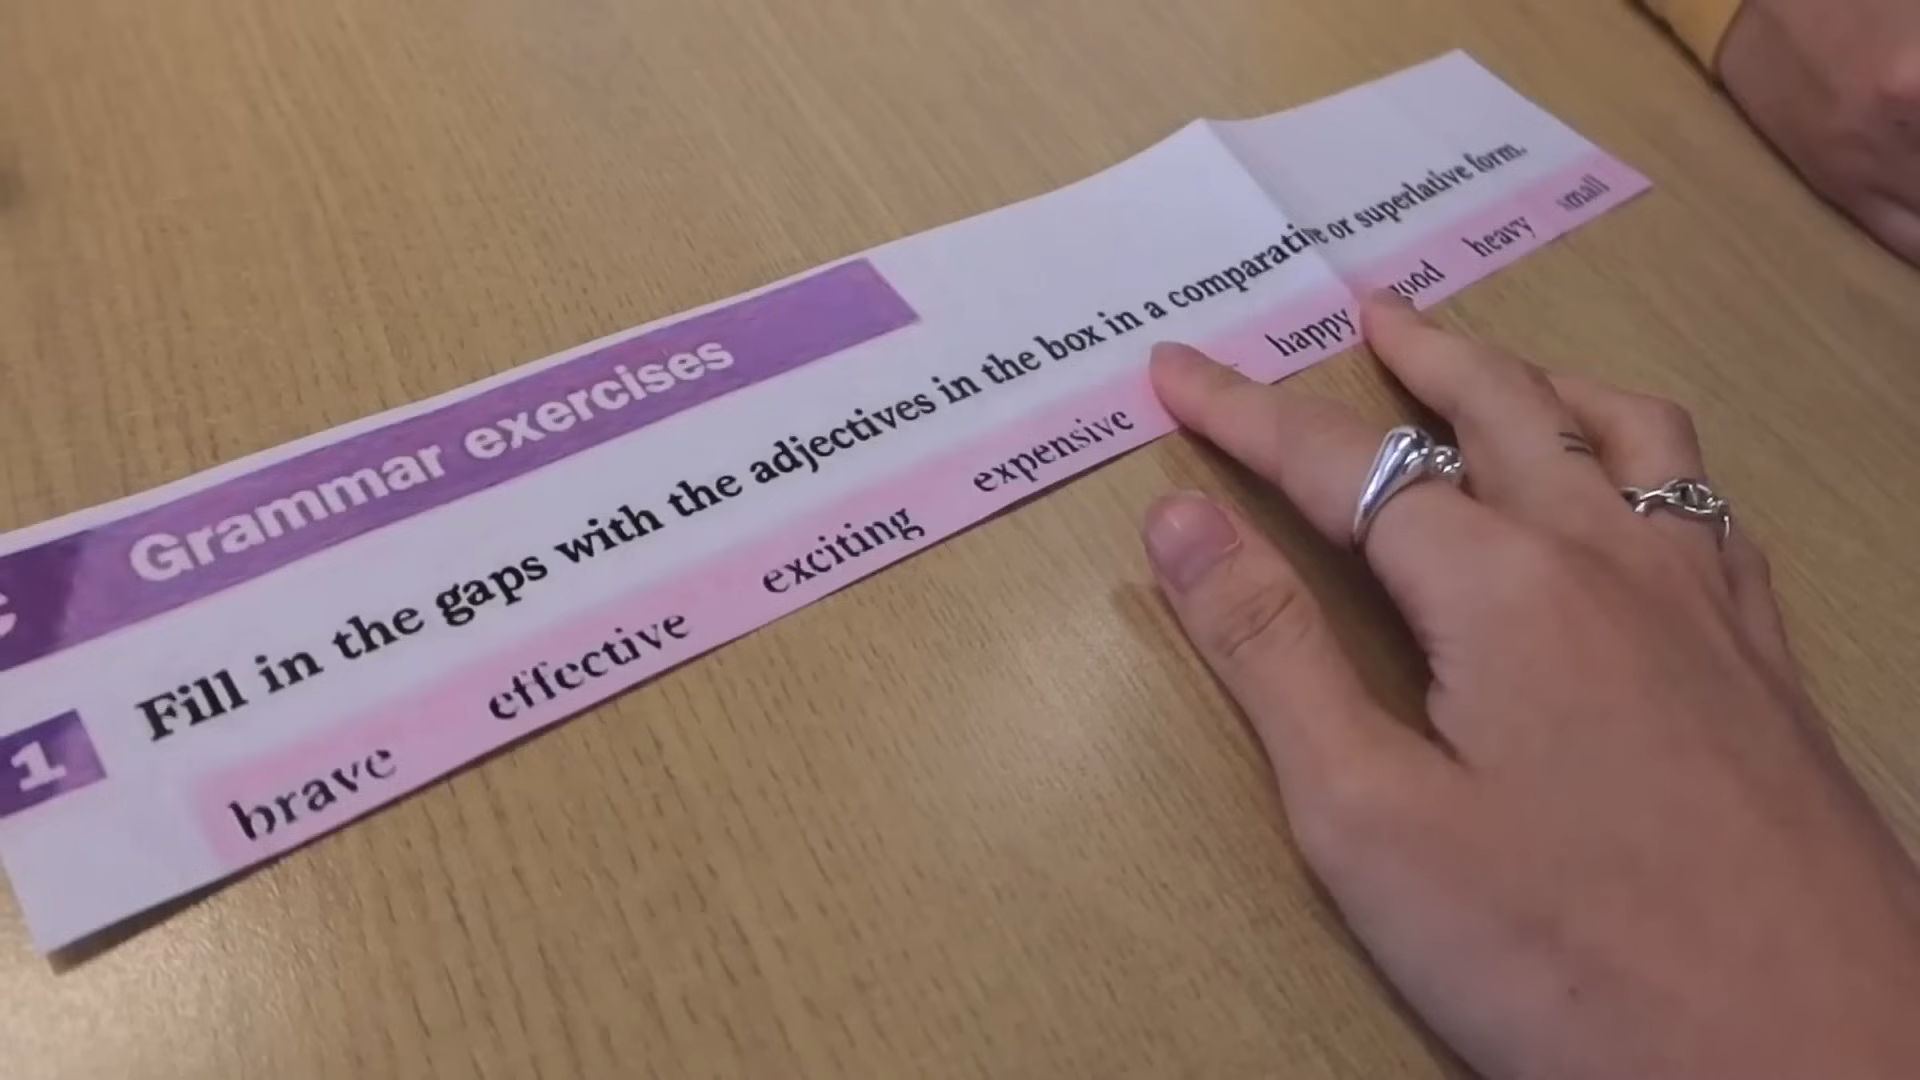 Grammar exercises
1 Fill in the gaps with the adjectives in the box in a comparative or superlative form.
brave effective exciting expensive happy good heavy small